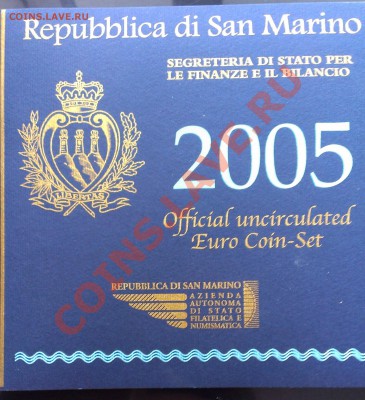 COINS.LAVE.RU
Repubblica di San Marino
SEGRETERIA DI STATO PER
LE FINANZE E IL BILANCIO
LIBERTAS
2005
Official uncirculated
Euro Coin-Set
REPUBBLICA DI SAN MARINO
AZIENDA
AUTONOMA
DI STATO
FILATELICA E
NUMISMATICA
COINS.LAVE.RU